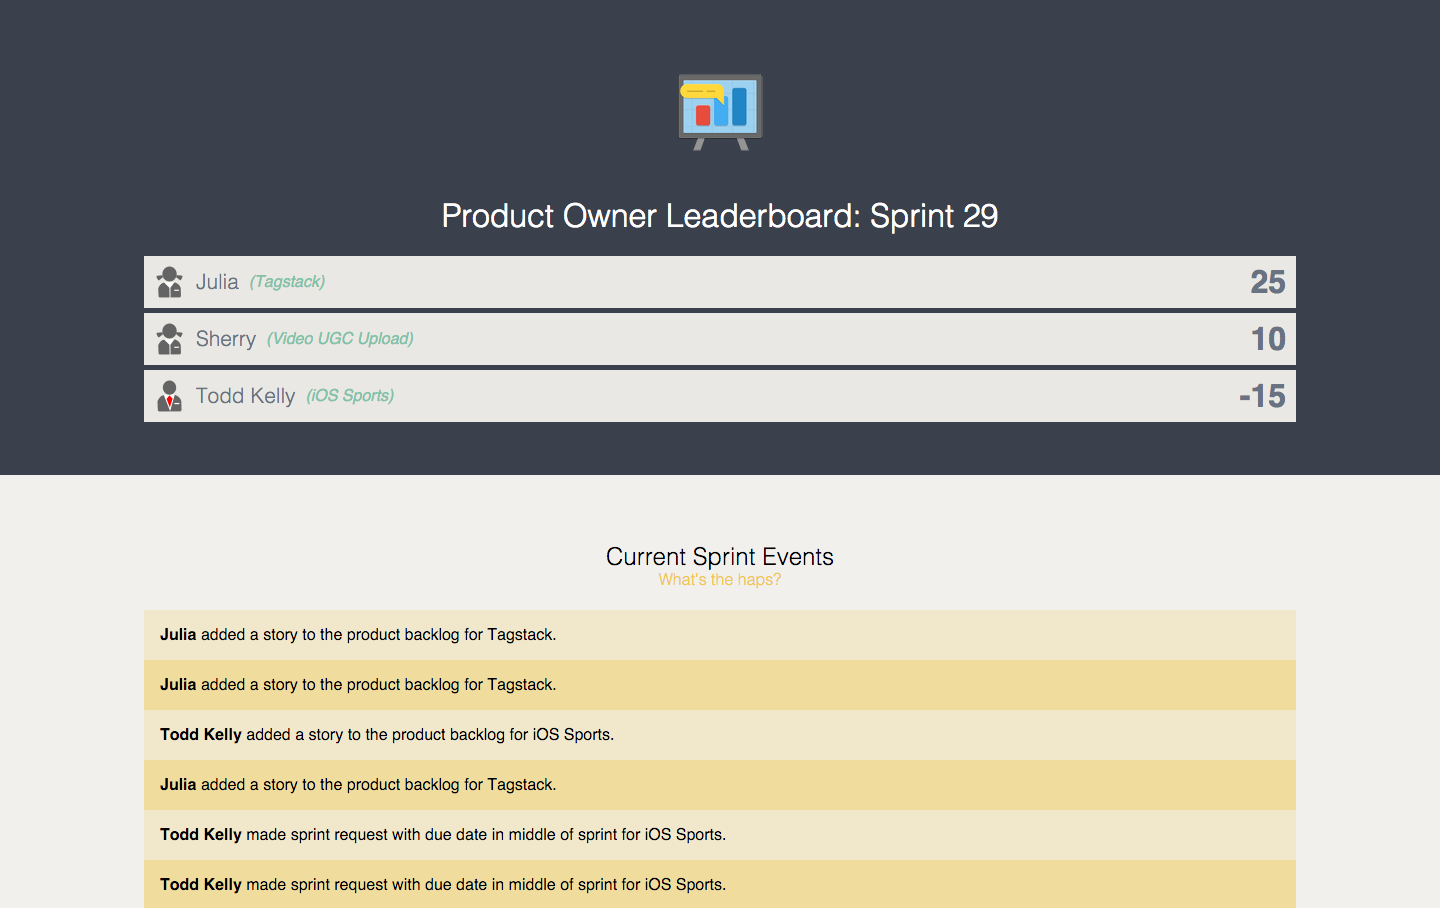 Product Owner Leaderboard: Sprint 29
Julia (Tagstack) 25
Sherry (Video UGC Upload) 10
Todd Kelly (iOS Sports) -15
Current Sprint Events
What's the haps?
Julia added a story to the product backlog for Tagstack.
Julia added a story to the product backlog for Tagstack.
Todd Kelly added a story to the product backlog for iOS Sports.
Julia added a story to the product backlog for Tagstack.
Todd Kelly made sprint request with due date in middle of sprint for iOS Sports.
Todd Kelly made sprint request with due date in middle of sprint for iOS Sports.